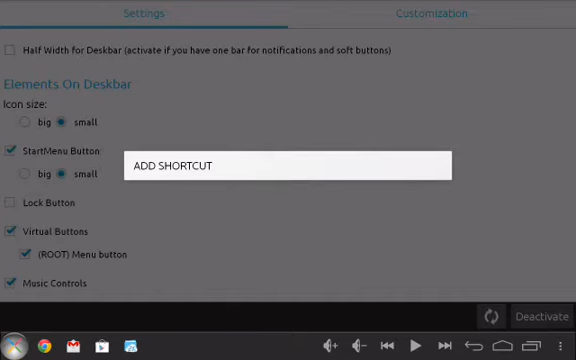 Settings
Customization
Half Width for Deskbar (activate if you have one bar for notifications and soft buttons)
Elements On Deskbar
Icon size:
big small
StartMenu Button
ADD SHORTCUT
big small
Lock Button
Virtual Buttons
(ROOT) Menu button
Music Controls
Deactivate